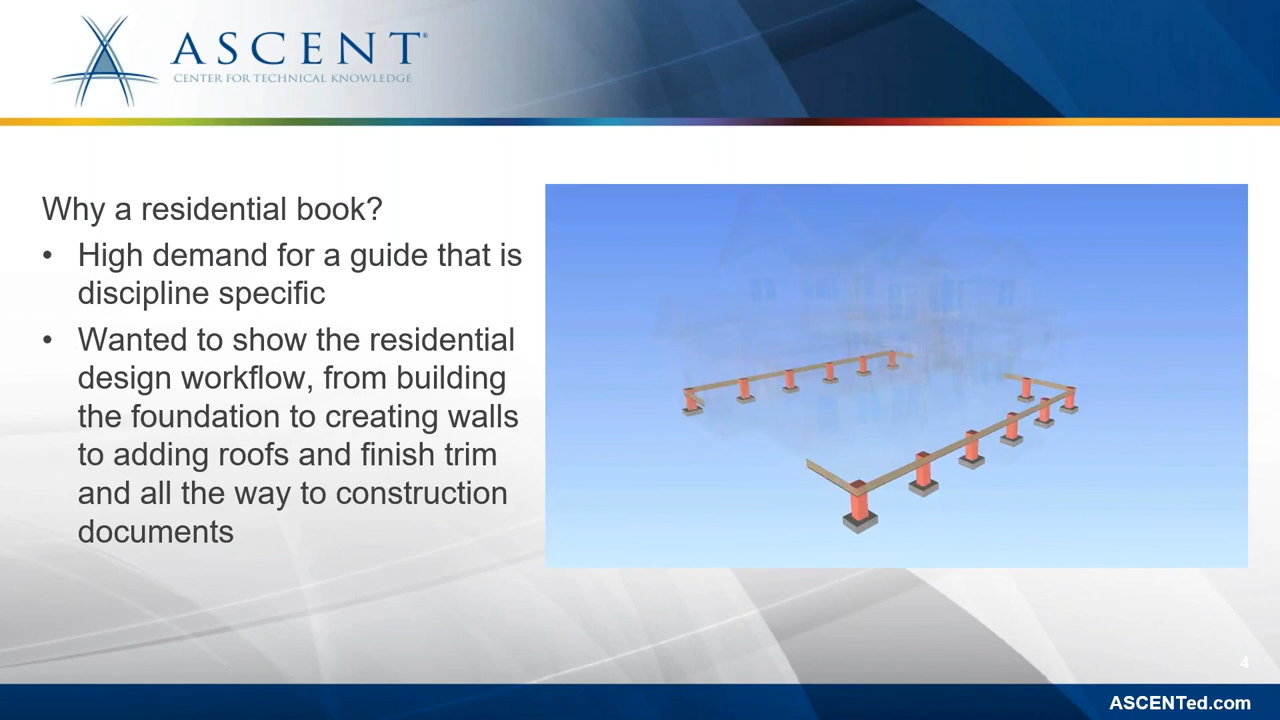 ASCENT®
CENTER FOR TECHNICAL KNOWLEDGE
Why a residential book?
• High demand for a guide that is
discipline specific
• Wanted to show the residential
design workflow, from building
the foundation to creating walls
to adding roofs and finish trim
and all the way to construction
documents
4
ASCENTed.com